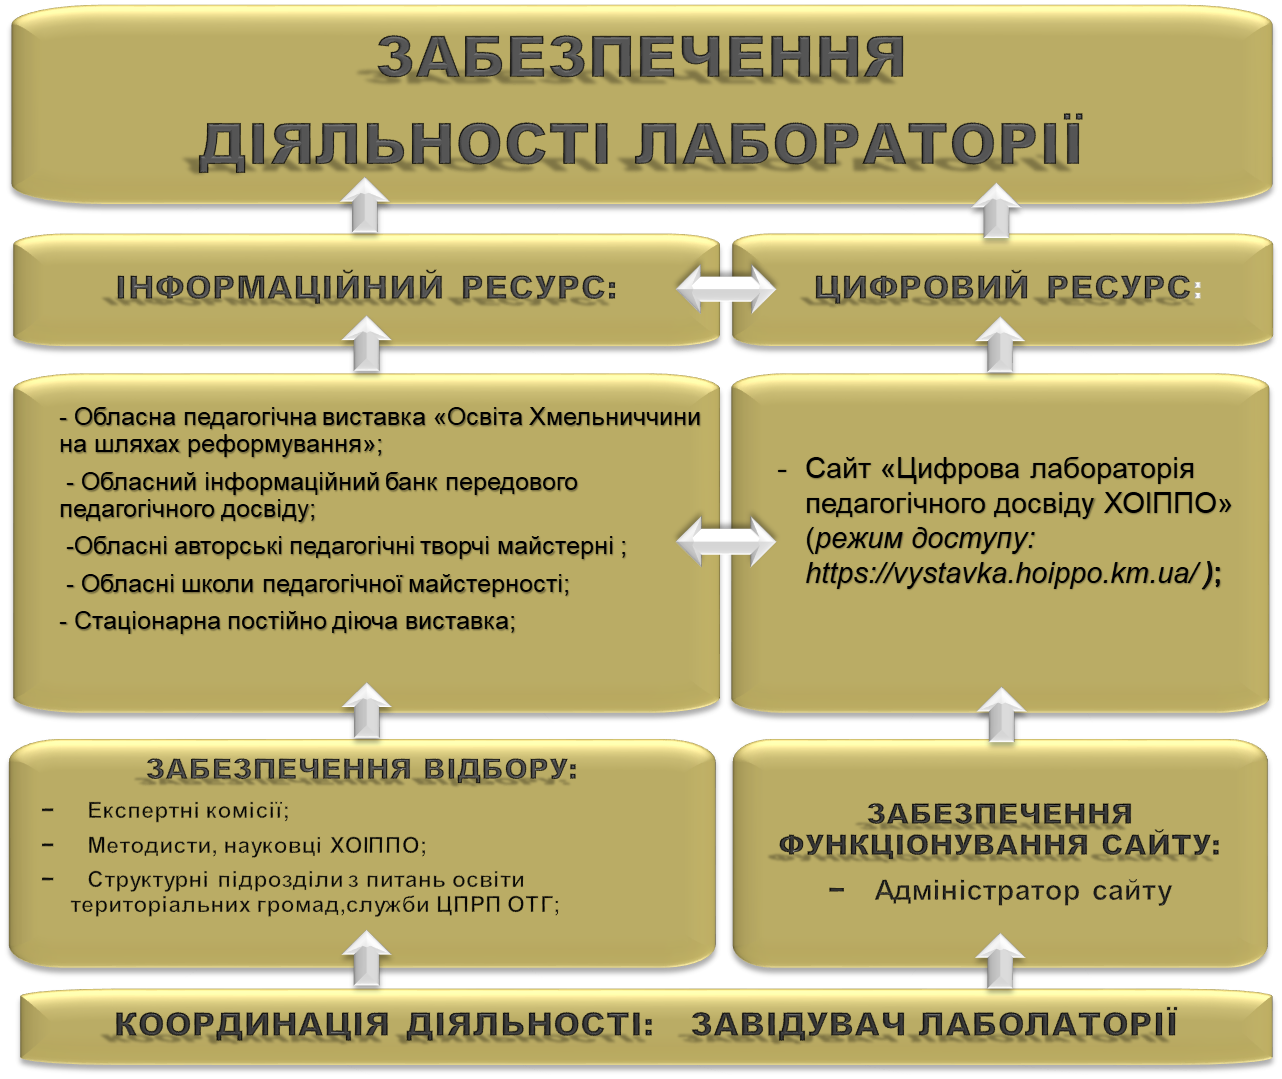 ЗАБЕЗПЕЧЕННЯ
ДІЯЛЬНОСТІ ЛАБОРАТОРІЇ
ІНФОРМАЦІЙНИЙ РЕСУРС:
ЦИФРОВИЙ РЕСУРС:
- Обласна педагогічна виставка «Освіта Хмельниччини
на шляхах реформування»;
- Обласний інформаційний банк передового
педагогічного досвіду;
-Обласні авторські педагогічні творчі майстерні ;
- Обласні школи педагогічної майстерності;
- Стаціонарна постійно діюча виставка;
- Сайт «Цифрова лабораторія
педагогічного досвіду ХОІППО»
(режим доступу:
https://vystavka.hoippo.km.ua/ );
ЗАБЕЗПЕЧЕННЯ ВІДБОРУ:
– Експертні комісії;
– Методисти, науковці ХОІППО;
– Структурні підрозділи з питань освіти
територіальних громад,служби ЦПРП ОТГ;
ЗАБЕЗПЕЧЕННЯ
ФУНКЦІОНУВАННЯ САЙТУ:
– Адміністратор сайту
КООРДИНАЦІЯ ДІЯЛЬНОСТІ: ЗАВІДУВАЧ ЛАБОЛАТОРІЇ